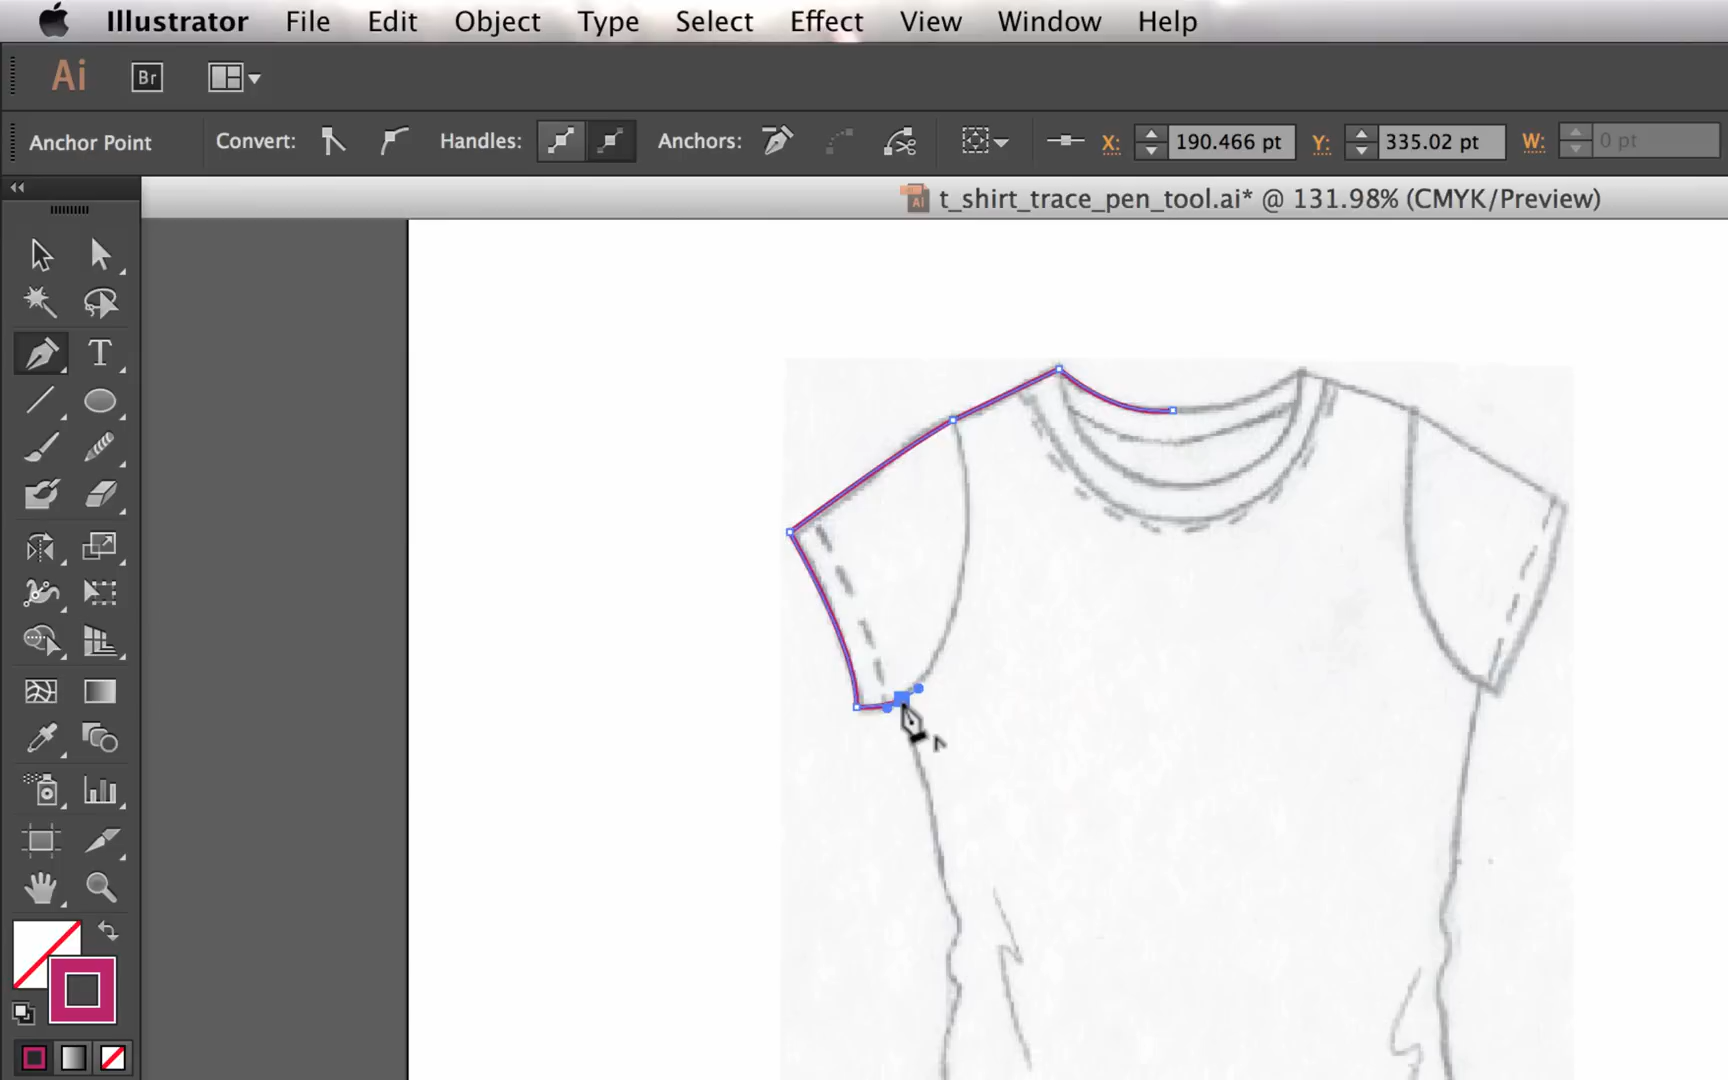 Illustrator File Edit Object Type Select Effect View Window Help
Ai Br
Anchor Point Convert: Handles: Anchors: X: 190.466 pt Y: 335.02 pt W: 0 pt
Ai t_shirt_trace_pen_tool.ai* @ 131.98% (CMYK/Preview)
T